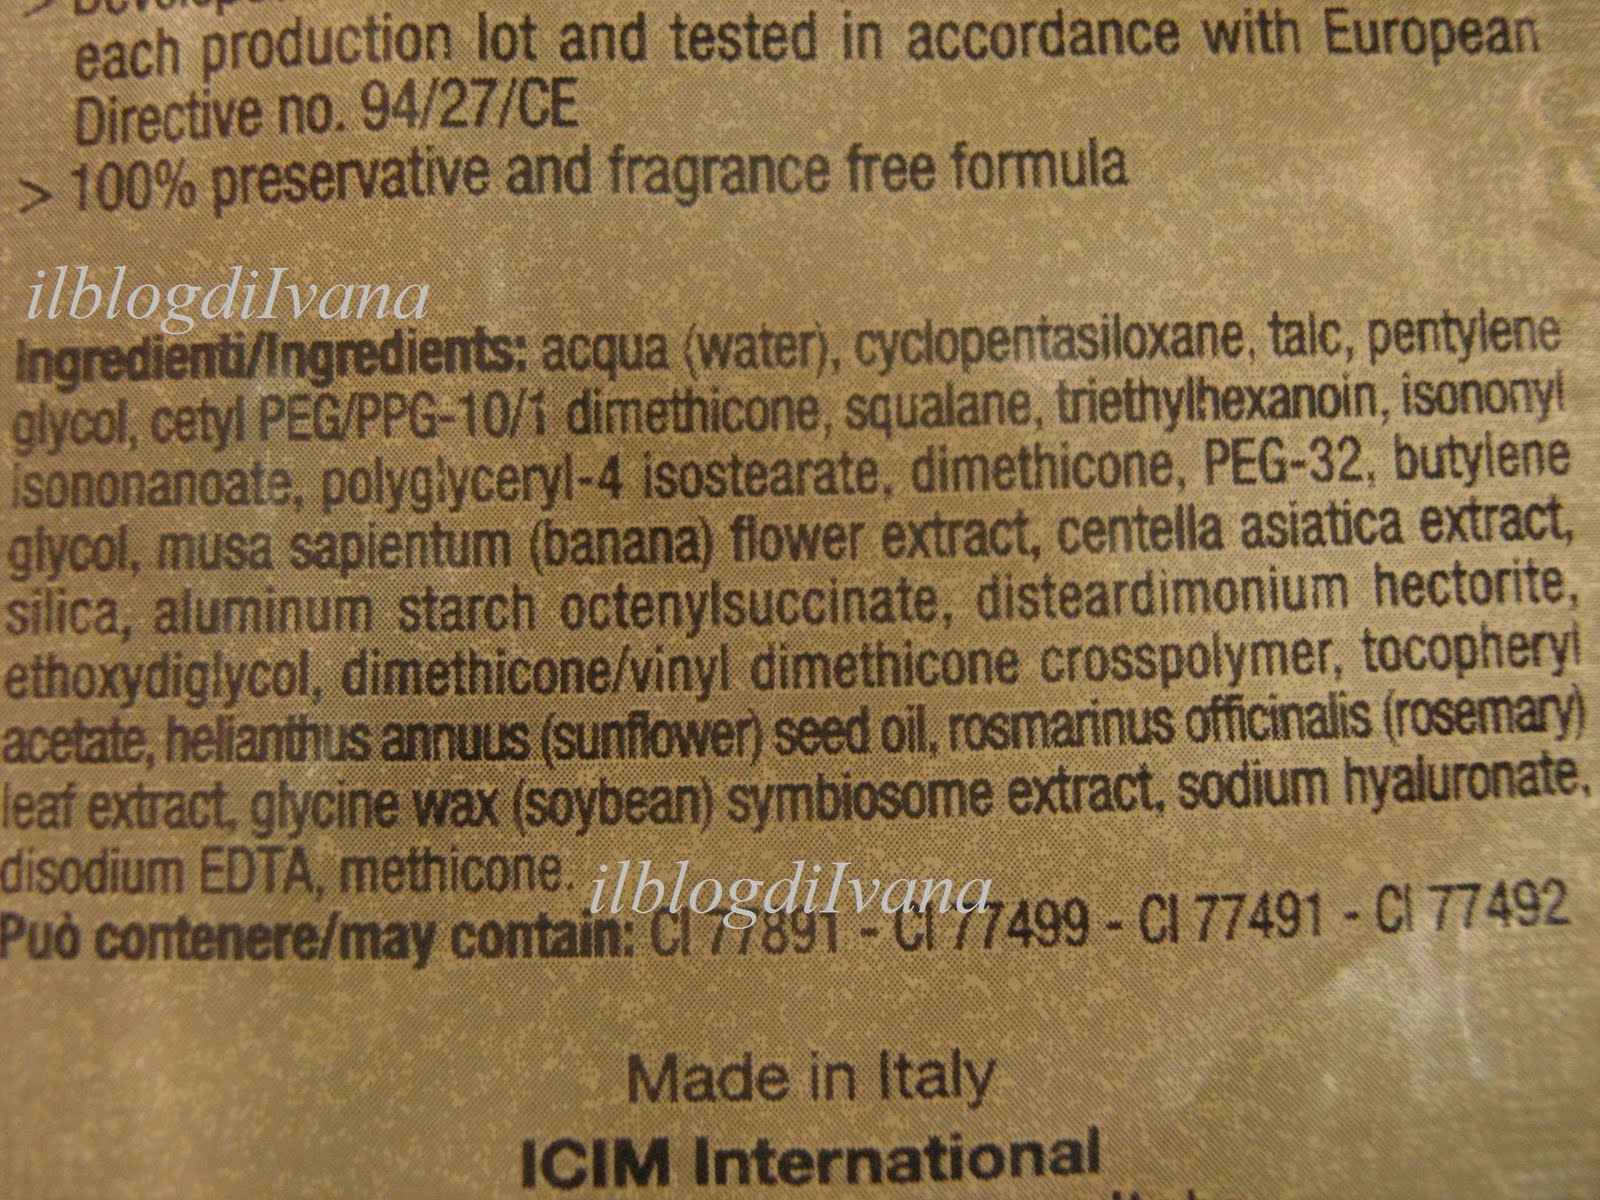 each production lot and tested in accordance with European
Directive no. 94/27/CE
> 100% preservative and fragrance free formula
ilblogdiIvana
Ingredienti/Ingredients: acqua (water), cyclopentasiloxane, talc, pentylene
glycol, cetyl PEG/PPG-10/1 dimethicone, squalane, triethylhexanoin, isononyl
isononanoate, polyglyceryl-4 isostearate, dimethicone, PEG-32, butylene
glycol, musa sapientum (banana) flower extract, centella asiatica extract,
silica, aluminum starch octenylsuccinate, disteardimonium hectorite,
ethoxydiglycol, dimethicone/vinyl dimethicone crosspolymer, tocopheryl
acetate, helianthus annuus (sunflower) seed oil, rosmarinus officinalis (rosemary)
leaf extract, glycine wax (soybean) symbiosome extract, sodium hyaluronate,
disodium EDTA, methicone.
ilblogdiIvana
Può contenere/may contain: CI 77891 - CI 77499 - CI 77491 - CI 77492
Made in Italy
ICIM International